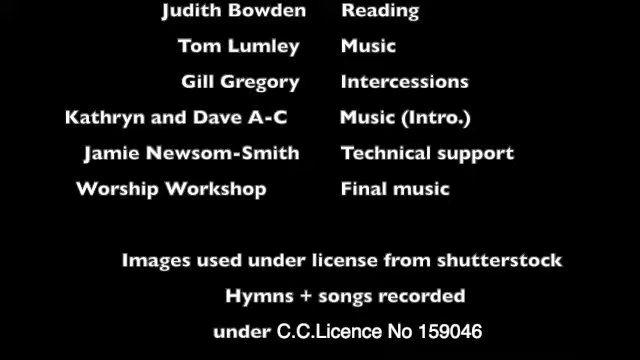 Judith Bowden Reading
Tom Lumley Music
Gill Gregory Intercessions
Kathryn and Dave A-C Music (Intro.)
Jamie Newsom-Smith Technical support
Worship Workshop Final music
Images used under license from shutterstock
Hymns + songs recorded
under C.C.Licence No 159046